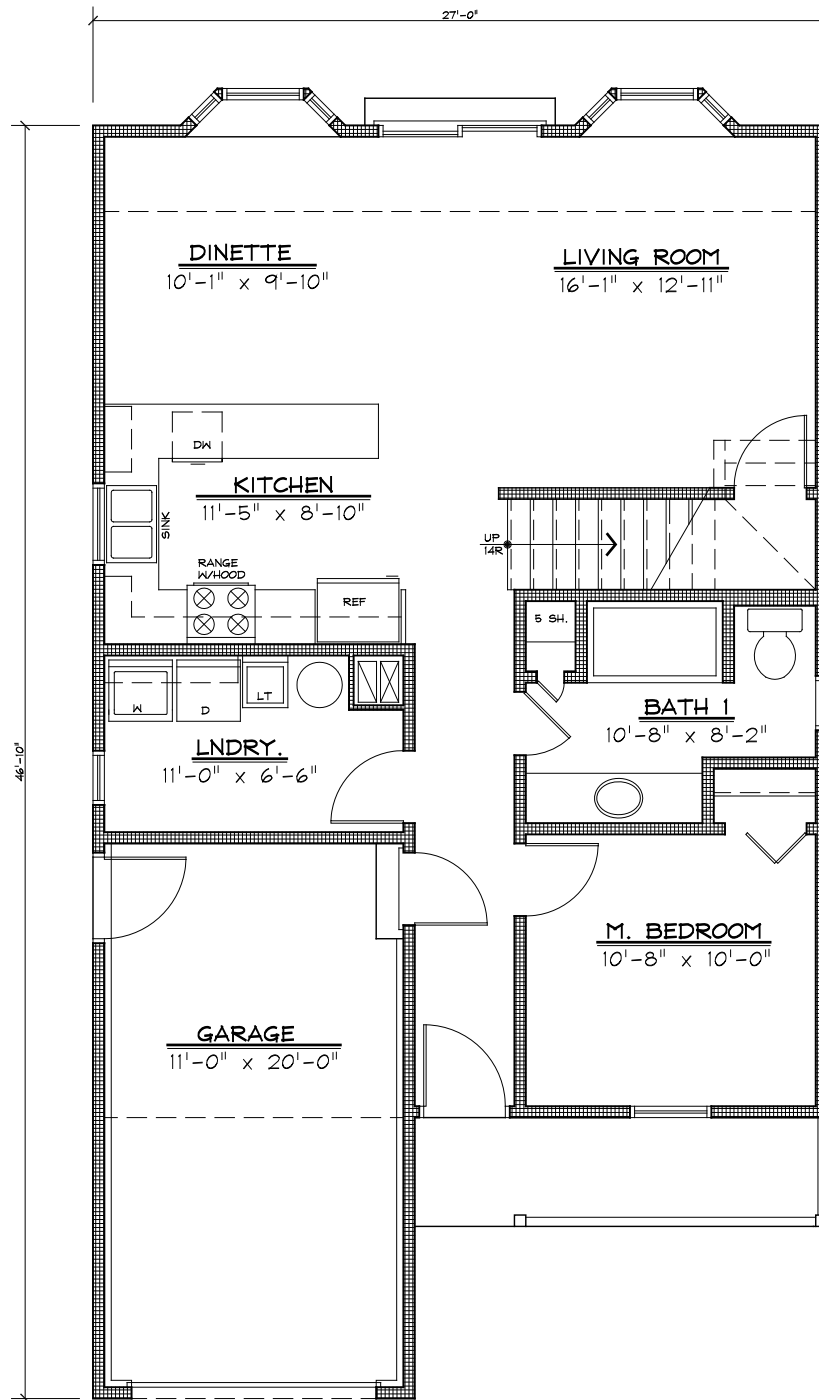 27'-0"
DINETTE
10'-1" x 9'-10"
LIVING ROOM
16'-1" x 12'-11"
DW
KITCHEN
11'-5" x 8'-10"
SINK
UP
14R
RANGE
W/HOOD
REF
5 SH.
W
D
LT
BATH 1
10'-8" x 8'-2"
LNDRY.
11'-0" x 6'-6"
46'-10"
M. BEDROOM
10'-8" x 10'-0"
GARAGE
11'-0" x 20'-0"